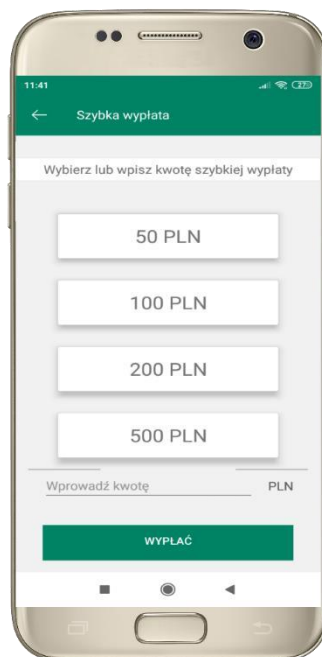 11:41
Szybka wypłata
Wybierz lub wpisz kwotę szybkiej wypłaty
50 PLN
100 PLN
200 PLN
500 PLN
Wprowadź kwotę PLN
WYPŁAĆ